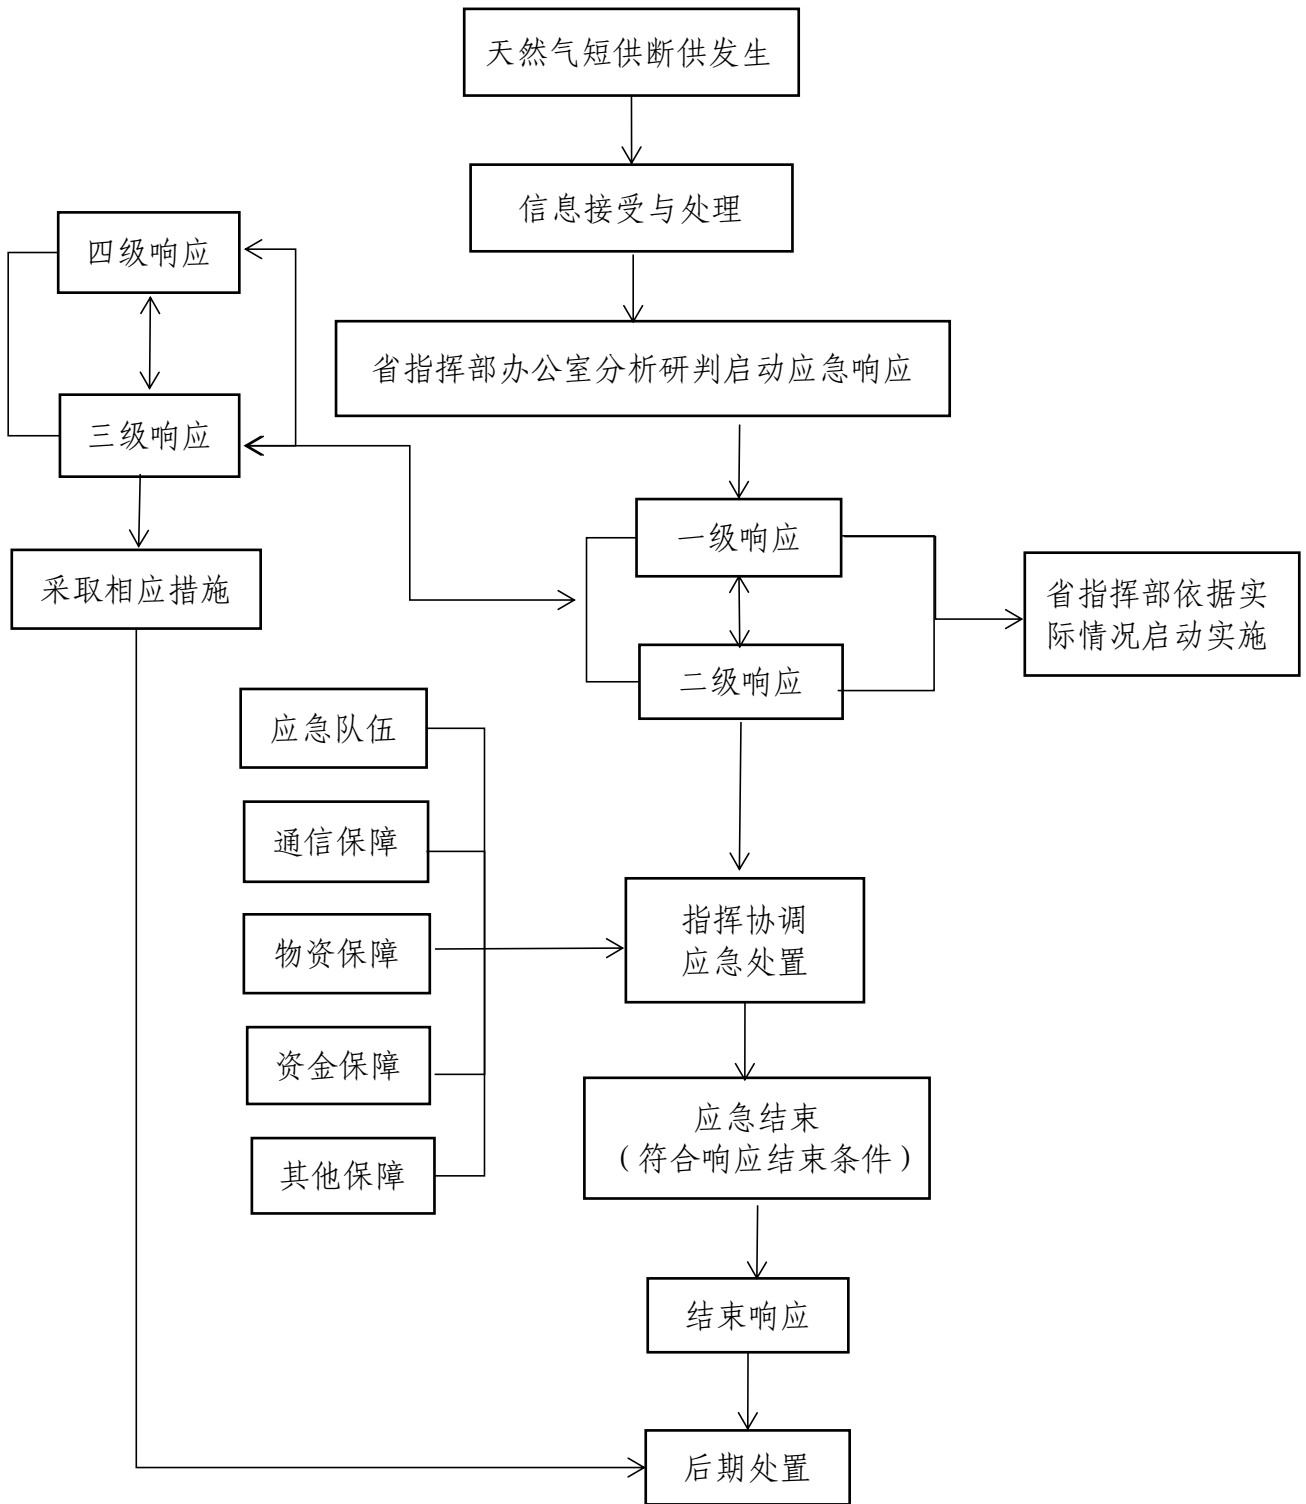 天然气短供断供发生
信息接受与处理
四级响应
省指挥部办公室分析研判启动应急响应
三级响应
一级响应
采取相应措施
省指挥部依据实
际情况启动实施
二级响应
应急队伍
通信保障
指挥协调
应急处置
物资保障
资金保障
应急结束
（符合响应结束条件）
其他保障
结束响应
后期处置